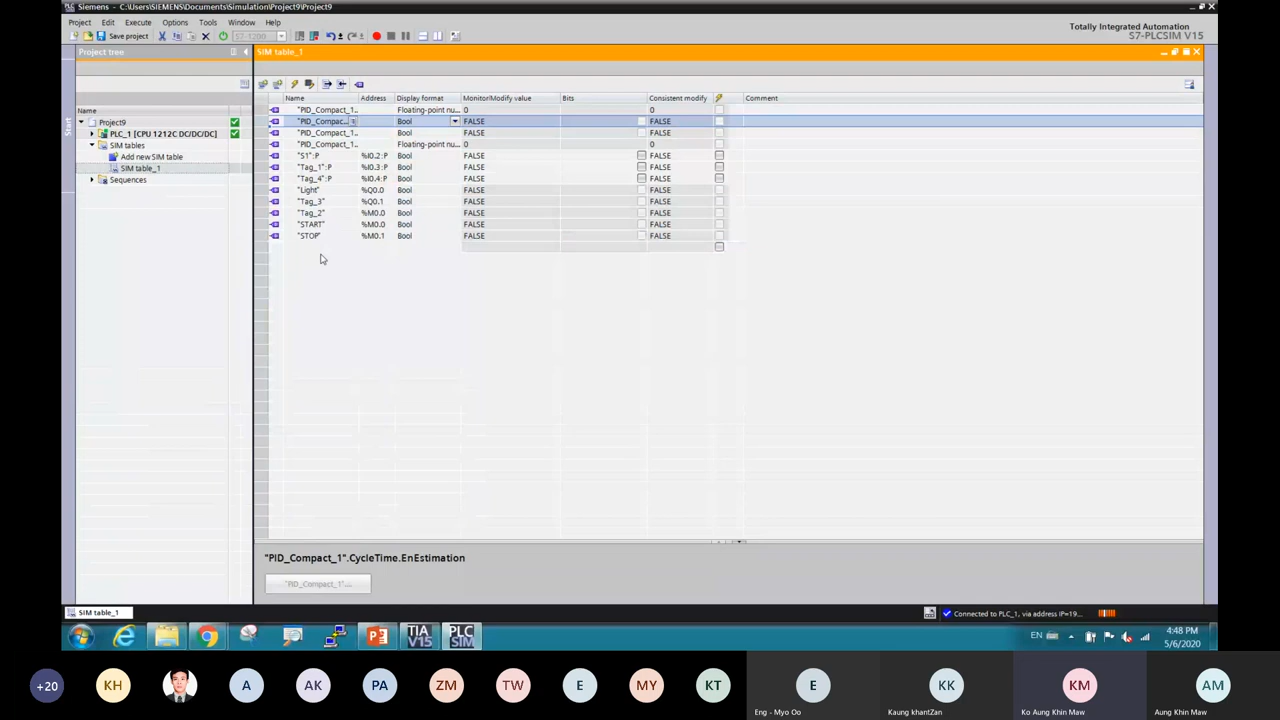 Siemens - C:\Users\SIEMENS\Documents\Simulation\Project9\Project9
Project Edit Execute Options Tools Window Help
Totally Integrated Automation
S7-PLCSIM V15
Save project S7-1200
Project tree
SIM table_1
Start
Name
Project9
PLC_1 [CPU 1212C DC/DC/DC]
SIM tables
Add new SIM table
SIM table_1
Sequences
Name Address Display format Monitor/Modify value Bits Consistent modify Comment
"PID_Compact_1.. Floating-point nu... 0 0
"PID_Compac... Bool FALSE FALSE
"PID_Compact_1.. Bool FALSE FALSE
"PID_Compact_1.. Floating-point nu... 0 0
"S1":P %I0.2:P Bool FALSE FALSE
"Tag_1":P %I0.3:P Bool FALSE FALSE
"Tag_4":P %I0.4:P Bool FALSE FALSE
"Light" %Q0.0 Bool FALSE FALSE
"Tag_3" %Q0.1 Bool FALSE FALSE
"Tag_2" %M0.0 Bool FALSE FALSE
"START" %M0.0 Bool FALSE FALSE
"STOP" %M0.1 Bool FALSE FALSE
"PID_Compact_1".CycleTime.EnEstimation
"PID_Compact_1"....
SIM table_1
Connected to PLC_1, via address IP=19...
TIA V15
PLC SIM
EN
4:48 PM
5/6/2020
+20 KH A AK PA ZM TW E MY KT E KK KM AM
Eng - Myo Oo Kaung khantZan Ko Aung Khin Maw Aung Khin Maw